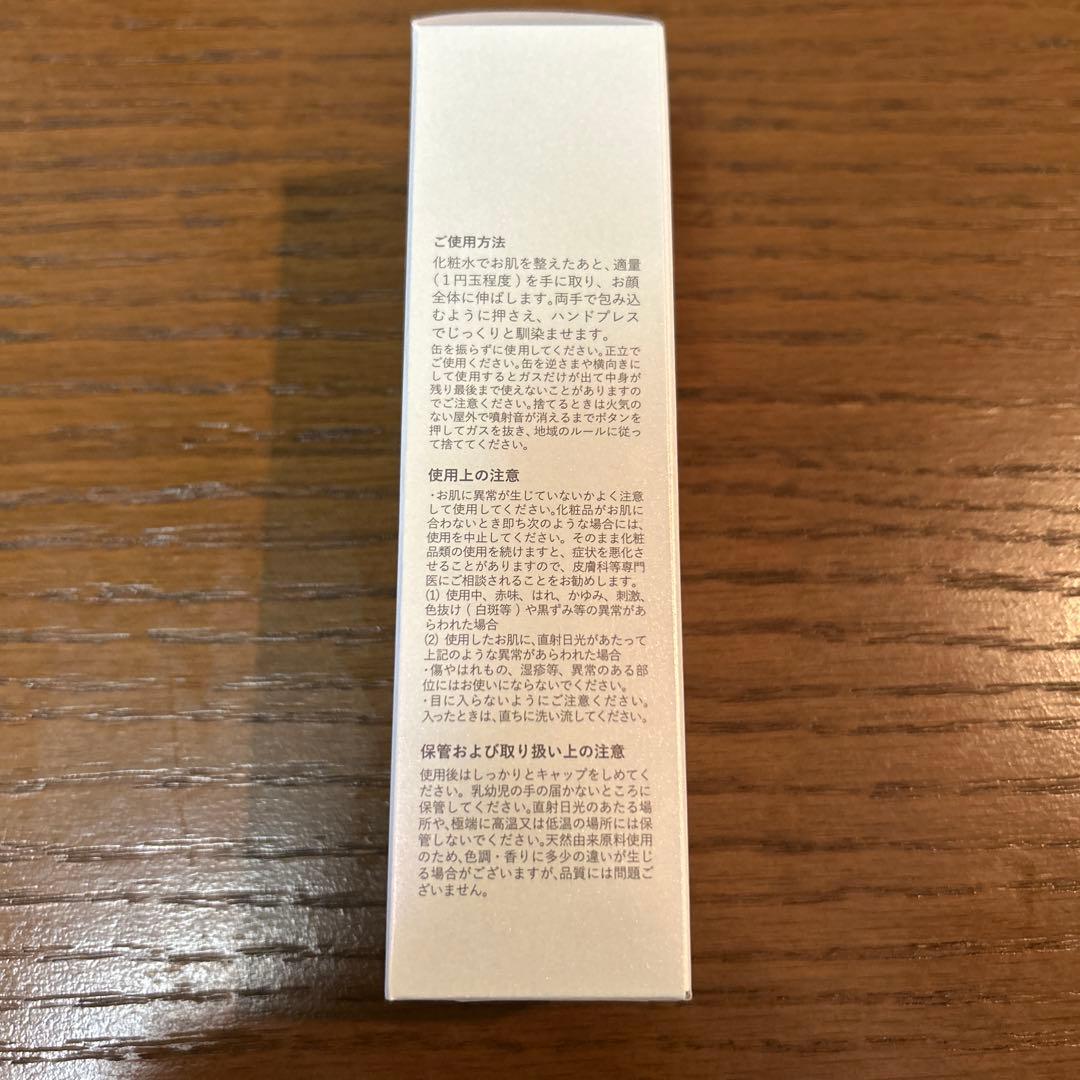 ご使用方法
化粧水でお肌を整えたあと、適量
(1円玉程度)を手に取り、お顔
全体に伸ばします。両手で包み込
むように押さえ、ハンドプレス
でじっくりと馴染ませます。
缶を振らずに使用してください。正立で
ご使用ください。缶を逆さまや横向きに
して使用するとガスだけが出て中身が
残り最後まで使えないことがありますの
でご注意ください。捨てるときは火気の
ない屋外で噴射音が消えるまでボタンを
押してガスを抜き、地域のルールに従っ
て捨ててください。
使用上の注意
・お肌に異常が生じていないかよく注意
して使用してください。化粧品がお肌に
合わないとき即ち次のような場合には、
使用を中止してください。そのまま化粧
品類の使用を続けますと、症状を悪化さ
せることがありますので、皮膚科等専門
医にご相談されることをお勧めします。
(1) 使用中、赤味、はれ、かゆみ、刺激、
色抜け(白斑等)や黒ずみ等の異常があ
らわれた場合
(2) 使用したお肌に、直射日光があたって
上記のような異常があらわれた場合
・傷やはれもの、湿疹等、異常のある部
位にはお使いにならないでください。
・目に入らないようにご注意ください。
入ったときは、直ちに洗い流してください。
保管および取り扱い上の注意
使用後はしっかりとキャップをしめてく
ださい。乳幼児の手の届かないところに
保管してください。直射日光のあたる場
所や、極端に高温又は低温の場所には保
管しないでください。天然由来原料使用
のため、色調・香りに多少の違いが生じ
る場合がございますが、品質には問題ご
ざいません。